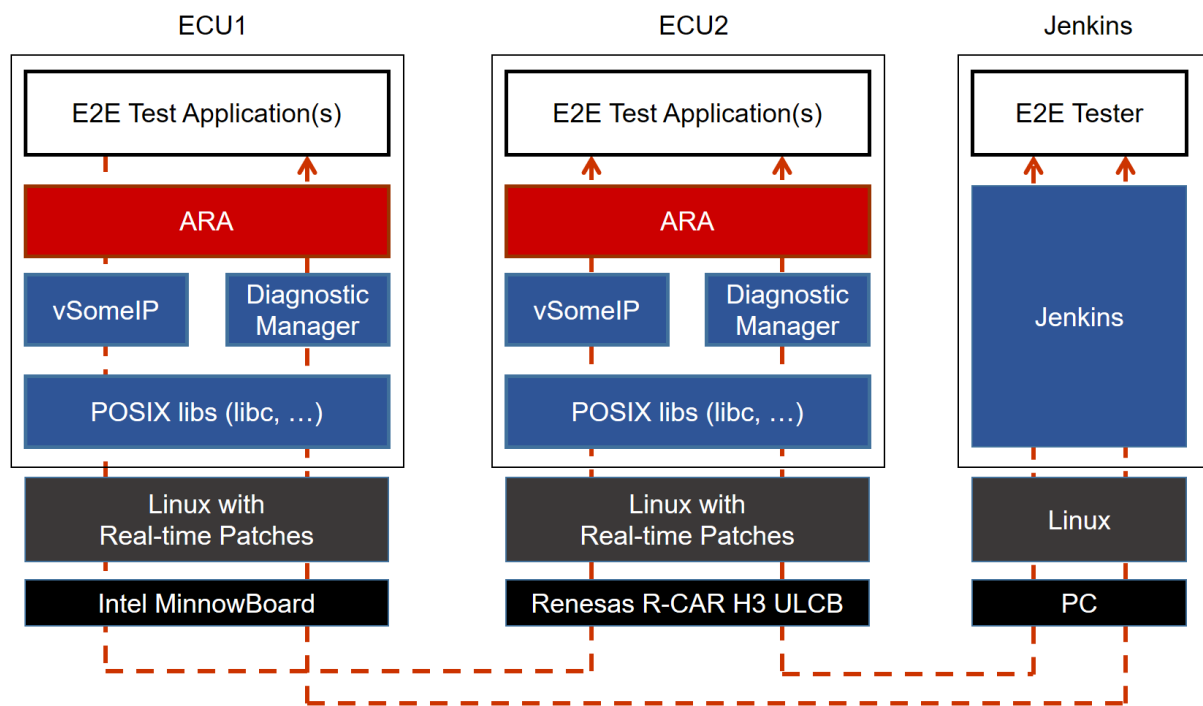 ECU1
ECU2
Jenkins
E2E Test Application(s)
E2E Test Application(s)
E2E Tester
ARA
ARA
Jenkins
vSomeIP
Diagnostic
Manager
vSomeIP
Diagnostic
Manager
POSIX libs (libc, …)
POSIX libs (libc, …)
Linux with
Real-time Patches
Linux with
Real-time Patches
Linux
Intel MinnowBoard
Renesas R-CAR H3 ULCB
PC